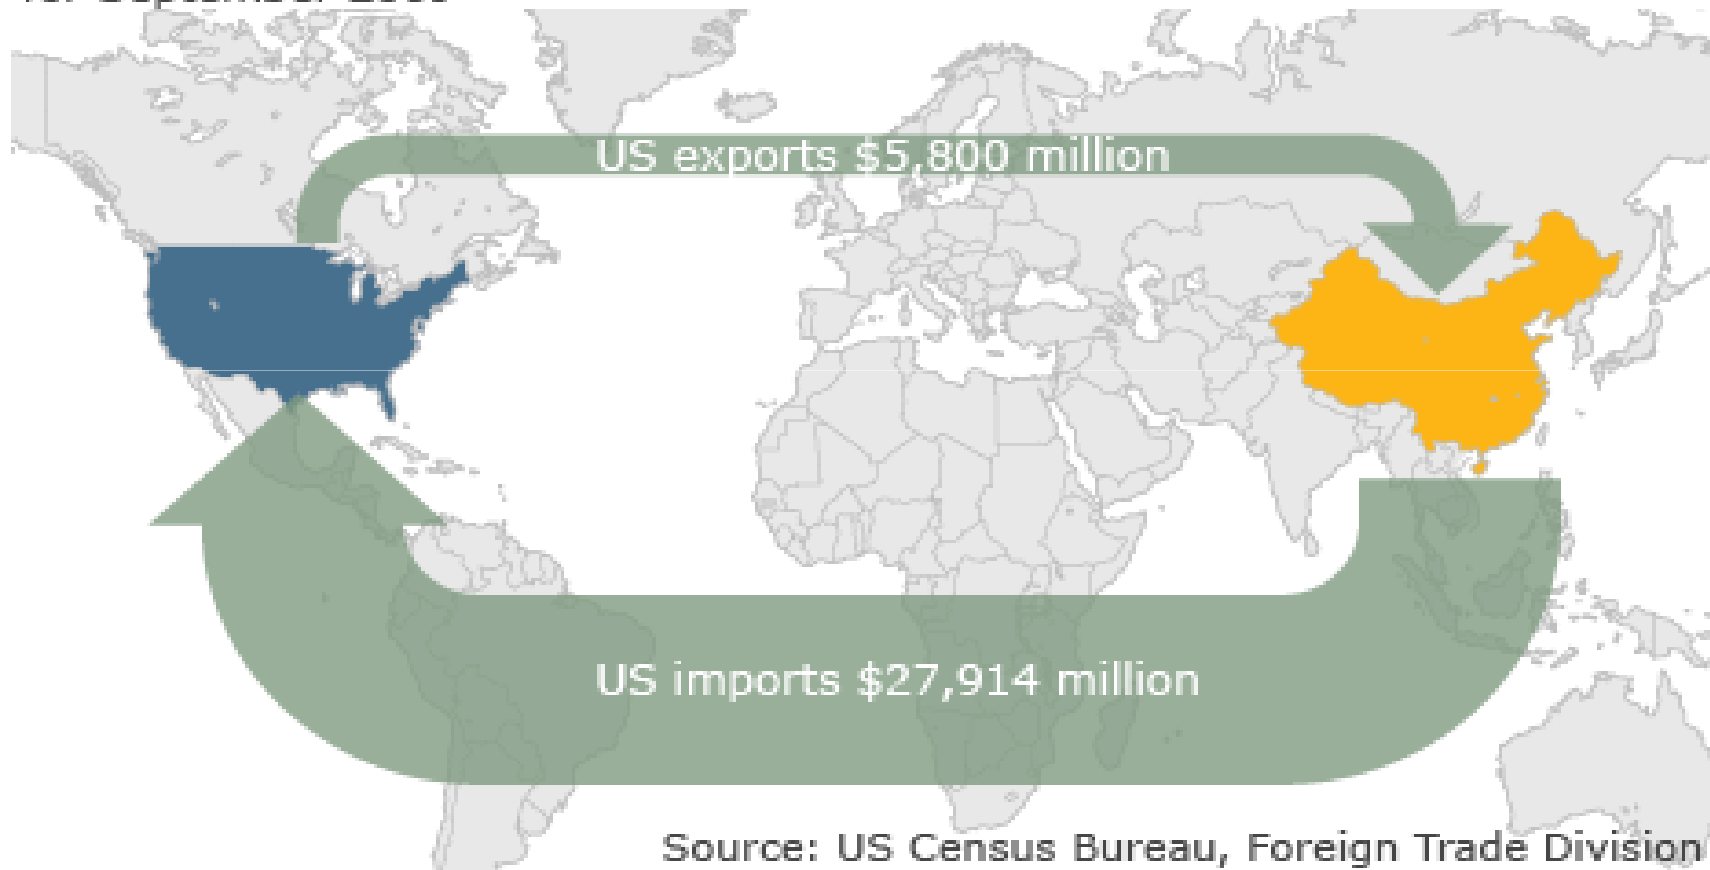 US exports $5,800 million
US imports $27,914 million
Source: US Census Bureau, Foreign Trade Division